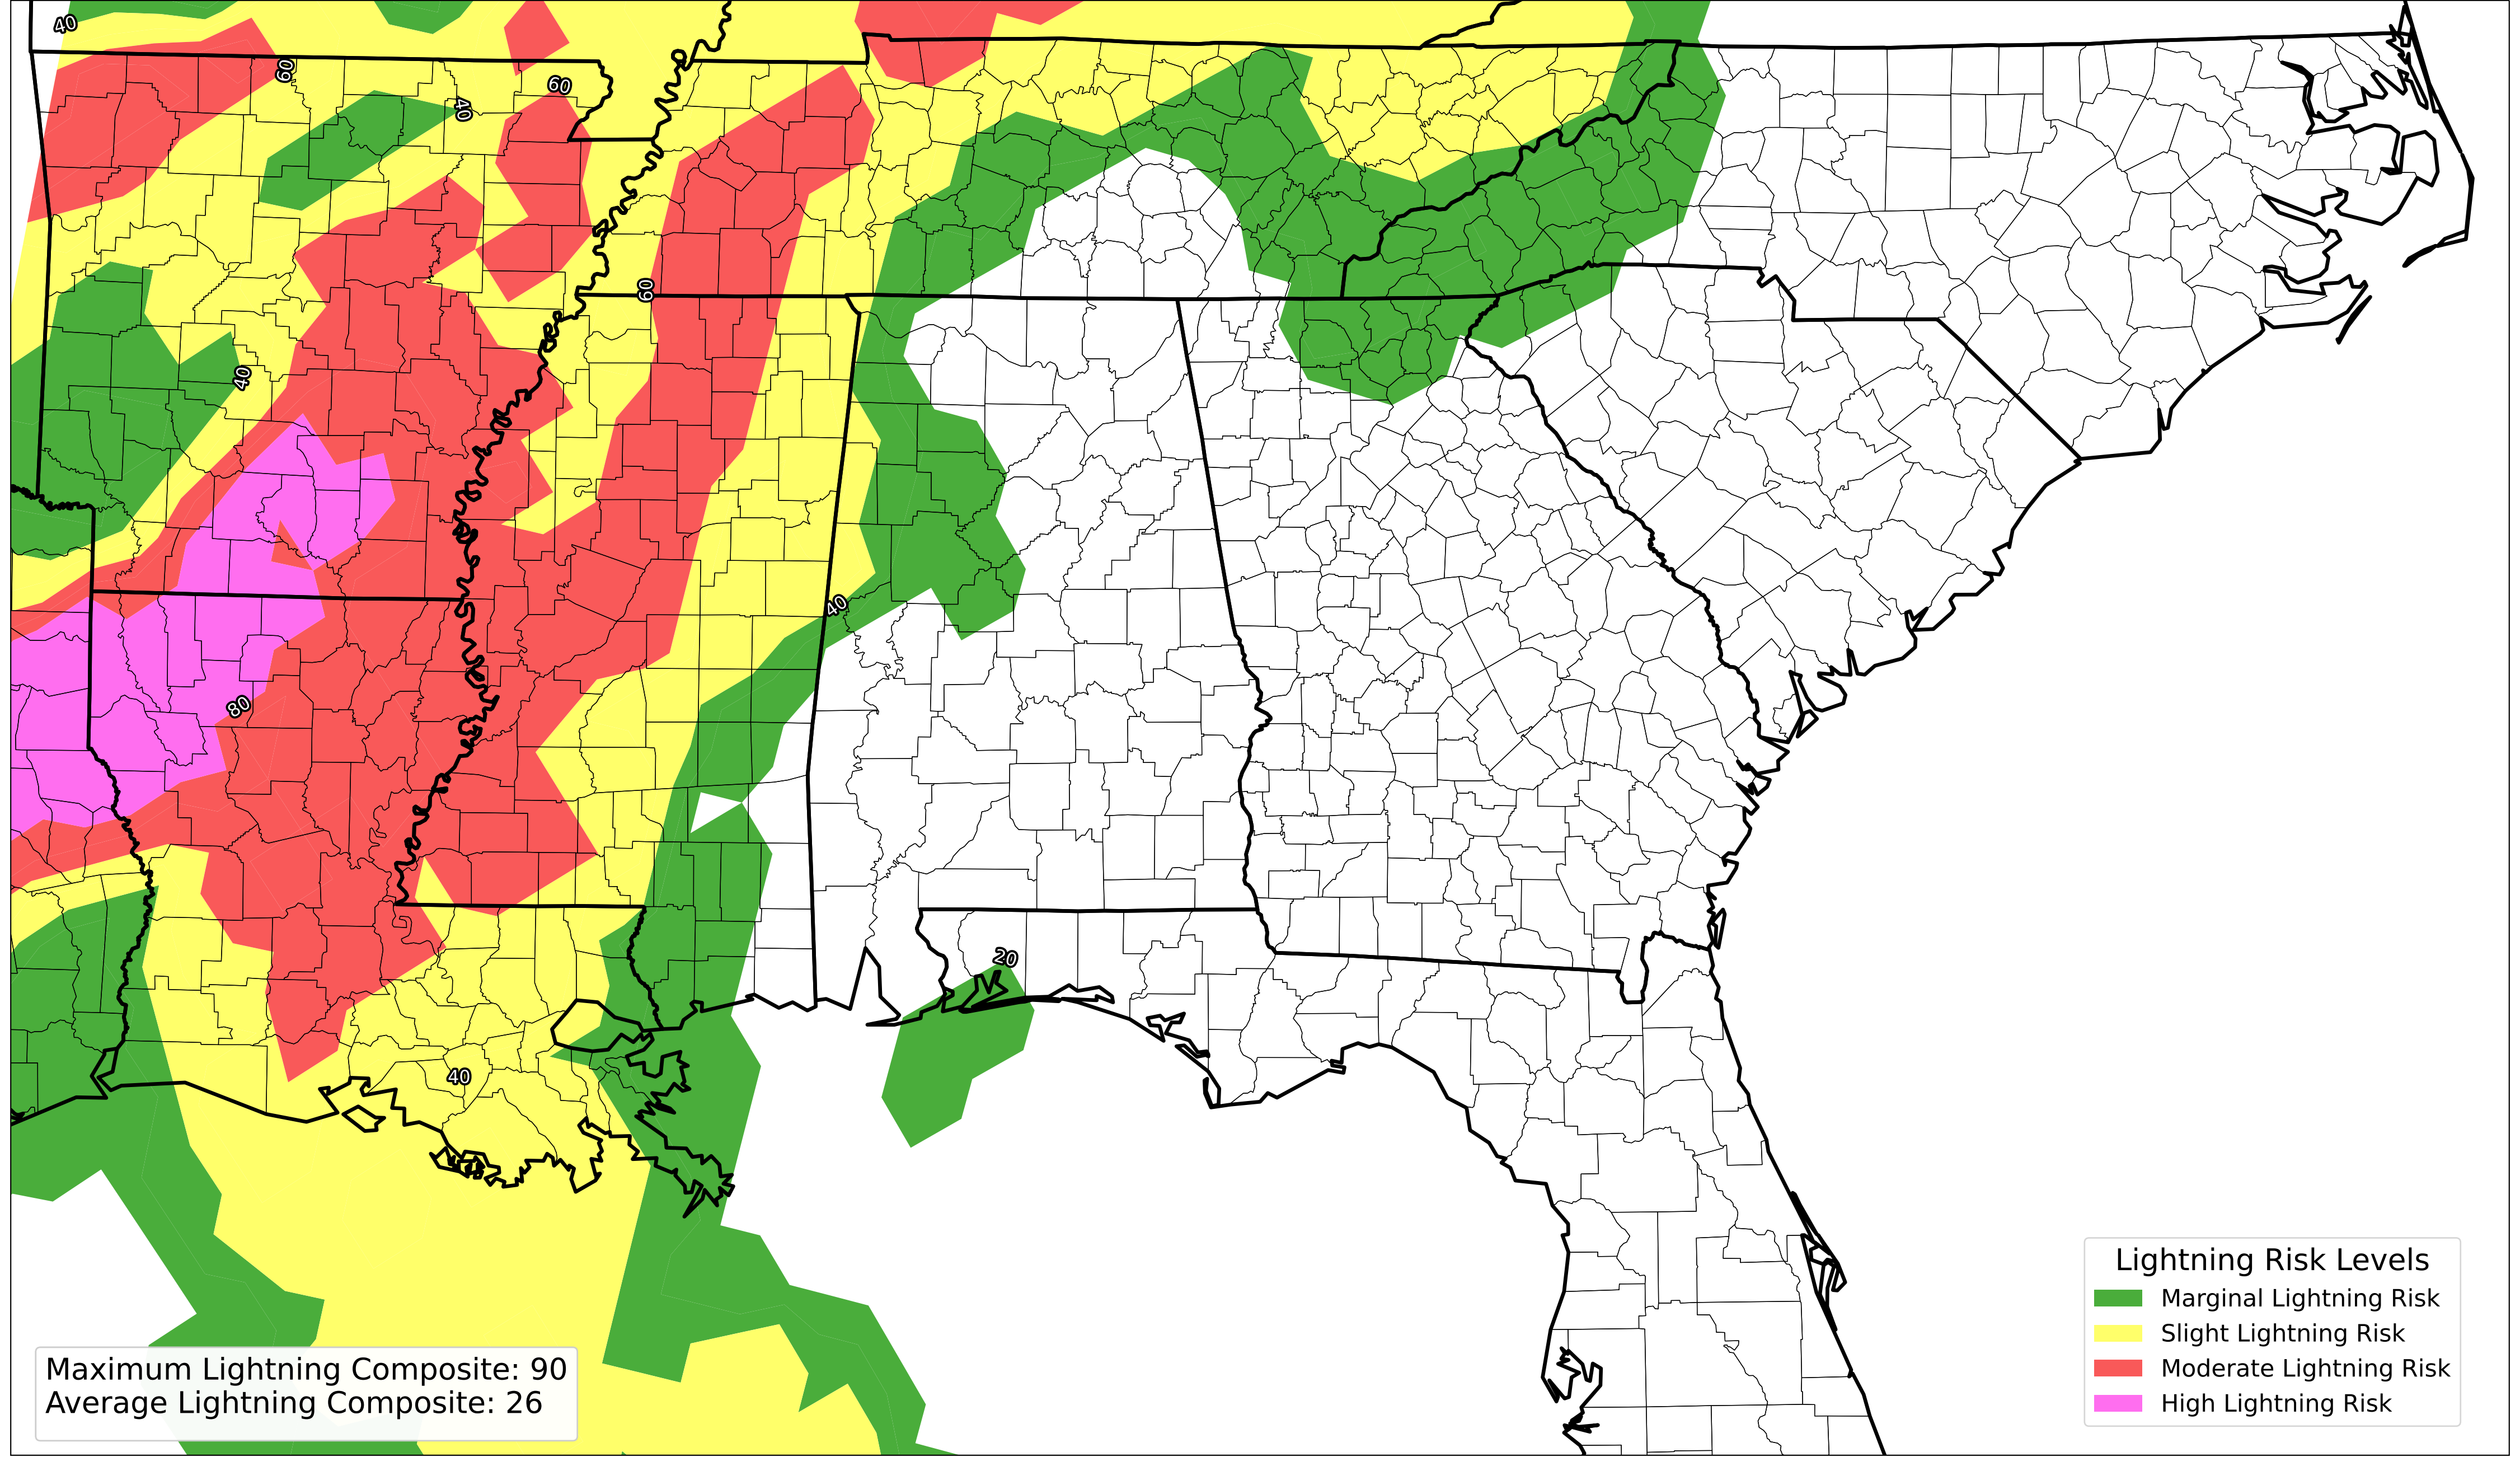 40
60
60
40
60
40
40
80
20
40
Lightning Risk Levels
Marginal Lightning Risk
Slight Lightning Risk
Moderate Lightning Risk
High Lightning Risk
Maximum Lightning Composite: 90
Average Lightning Composite: 26